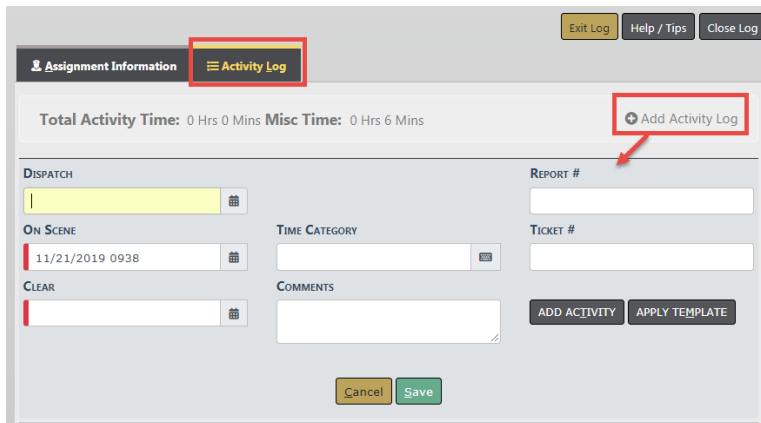 Exit Log Help / Tips Close Log
Assignment Information Activity Log
Total Activity Time: 0 Hrs 0 Mins Misc Time: 0 Hrs 6 Mins Add Activity Log
DISPATCH REPORT #
ON SCENE TIME CATEGORY TICKET #
11/21/2019 0938
CLEAR COMMENTS
ADD ACTIVITY APPLY TEMPLATE
Cancel Save